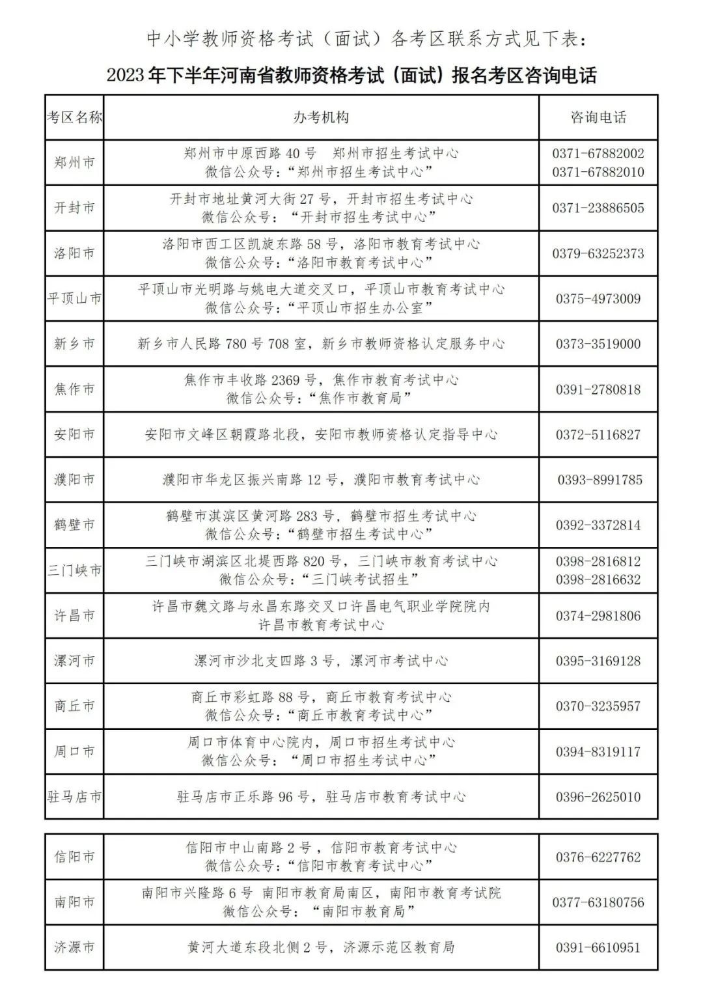 中小学教师资格考试（面试）各考区联系方式见下表：
2023年下半年河南省教师资格考试（面试）报名考区咨询电话
考区名称 办考机构 咨询电话
郑州市 郑州市中原西路 40 号 郑州市招生考试中心 0371-67882002
微信公众号：“郑州市招生考试中心” 0371-67882010
开封市 开封市地址黄河大街 27 号，开封市招生考试中心 0371-23886505
微信公众号：“开封市招生考试中心”
洛阳市 洛阳市西工区凯旋东路 58 号，洛阳市教育考试中心 0379-63252373
微信公众号：“洛阳市教育考试中心”
平顶山市 平顶山市光明路与姚电大道交叉口，平顶山市教育考试中心 0375-4973009
微信公众号：“平顶山市招生办公室”
新乡市 新乡市人民路 780 号 708 室，新乡市教师资格认定服务中心 0373-3519000
焦作市 焦作市丰收路 2369 号，焦作市教育考试中心 0391-2780818
微信公众号：“焦作市教育局”
安阳市 安阳市文峰区朝霞路北段，安阳市教师资格认定指导中心 0372-5116827
濮阳市 濮阳市华龙区振兴南路 12 号，濮阳市教育考试中心 0393-8991785
鹤壁市 鹤壁市淇滨区黄河路 283 号，鹤壁市招生考试中心 0392-3372814
微信公众号：“鹤壁市招生考试中心”
三门峡市 三门峡市湖滨区北堤西路 820 号，三门峡市教育考试中心 0398-2816812
微信公众号：“三门峡考试招生” 0398-2816632
许昌市 许昌市魏文路与永昌东路交叉口许昌电气职业学院院内 0374-2981806
许昌市教育考试中心
漯河市 漯河市沙北支四路 3 号，漯河市考试中心 0395-3169128
商丘市 商丘市彩虹路 88 号，商丘市教育考试中心 0370-3235957
微信公众号：“商丘市教育考试中心”
周口市 周口市体育中心院内，周口市招生考试中心 0394-8319117
微信公众号：“周口市招生考试中心”
驻马店市 驻马店市正乐路 96 号，驻马店市教育考试中心 0396-2625010
信阳市 信阳市中山南路 2 号，信阳市教育考试中心 0376-6227762
微信公众号：“信阳市教育考试中心”
南阳市 南阳市兴隆路 6 号 南阳市教育局南区，南阳市教育考试院 0377-63180756
微信公众号：“南阳市教育局”
济源市 黄河大道东段北侧 2 号，济源示范区教育局 0391-6610951